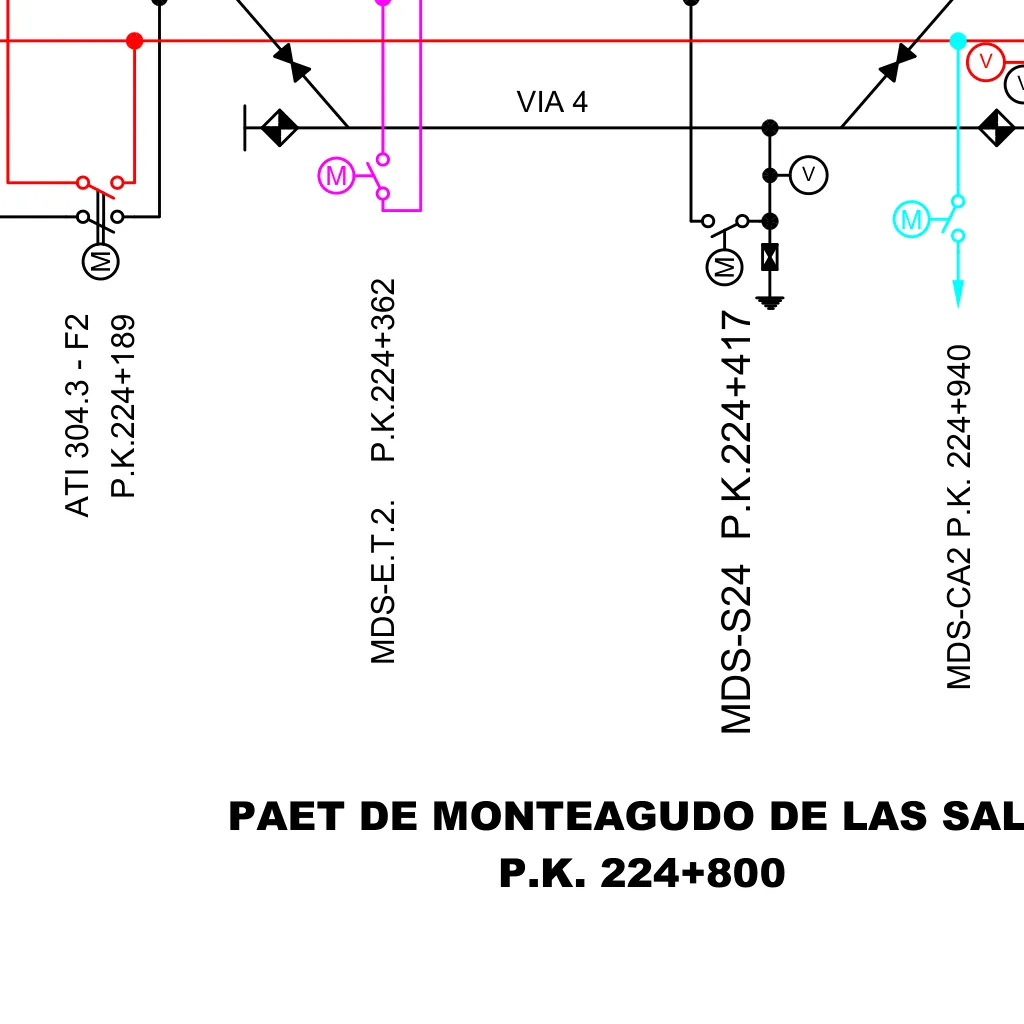 V
V
VIA 4
M
V
M
M
M
ATI 304.3 - F2
P.K.224+189
MDS-E.T.2. P.K.224+362
MDS-S24 P.K.224+417
MDS-CA2 P.K. 224+940
PAET DE MONTEAGUDO DE LAS SAL
P.K. 224+800